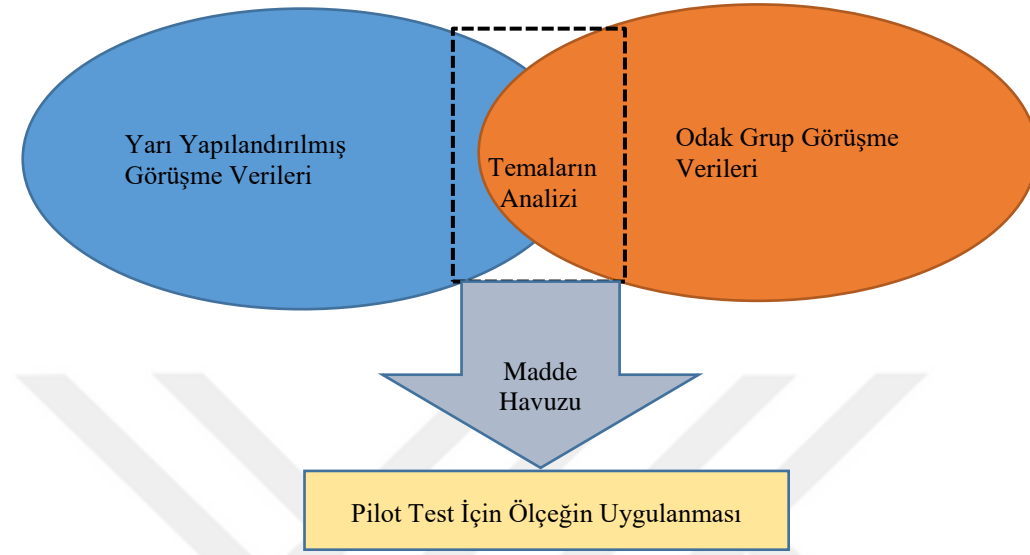 Yarı Yapılandırılmış
Görüşme Verileri
Temaların
Analizi
Odak Grup Görüşme
Verileri
Madde
Havuzu
Pilot Test İçin Ölçeğin Uygulanması